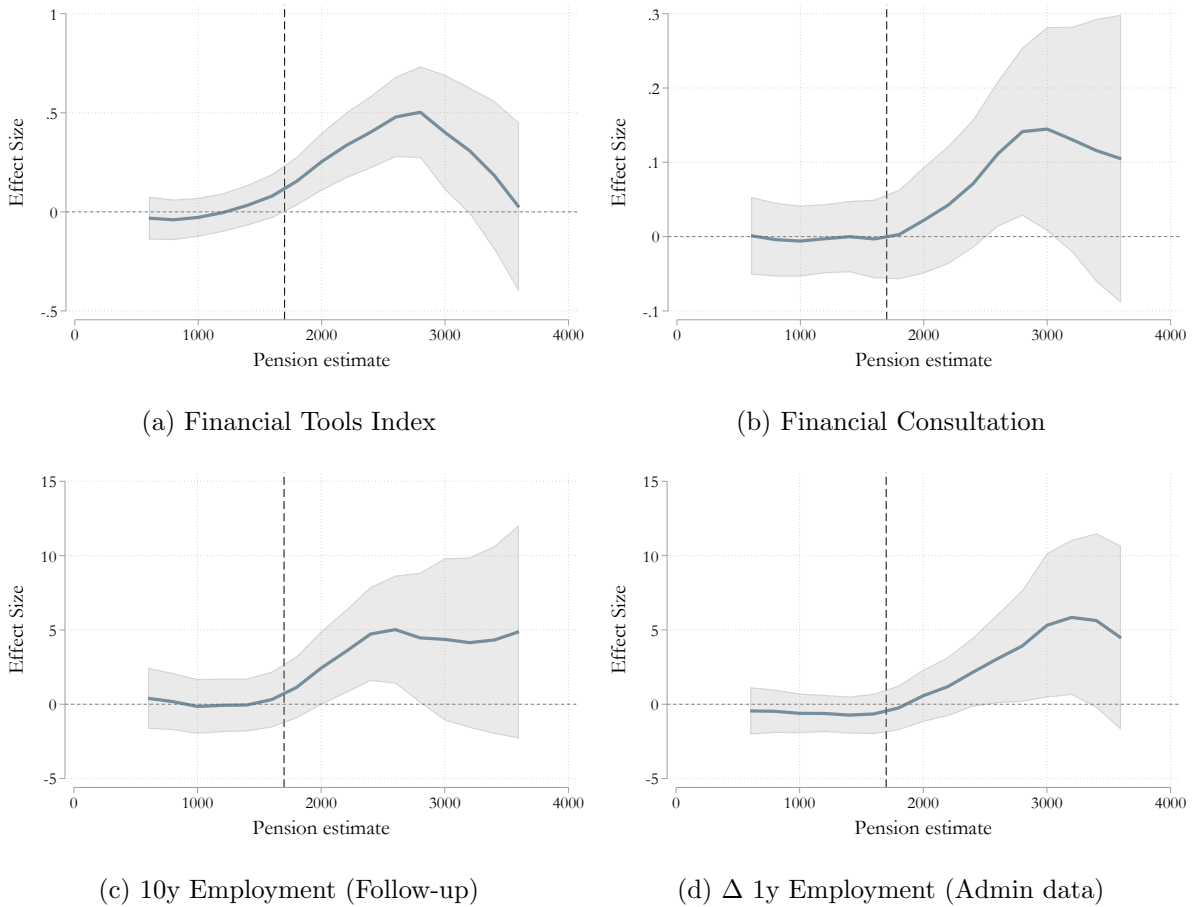 1
.5
0
-.5
Effect Size
0 1000 2000 3000 4000
Pension estimate
(a) Financial Tools Index
.3
.2
.1
0
-.1
Effect Size
0 1000 2000 3000 4000
Pension estimate
(b) Financial Consultation
15
10
5
0
-5
Effect Size
0 1000 2000 3000 4000
Pension estimate
(c) 10y Employment (Follow-up)
15
10
5
0
-5
Effect Size
0 1000 2000 3000 4000
Pension estimate
(d) Δ 1y Employment (Admin data)